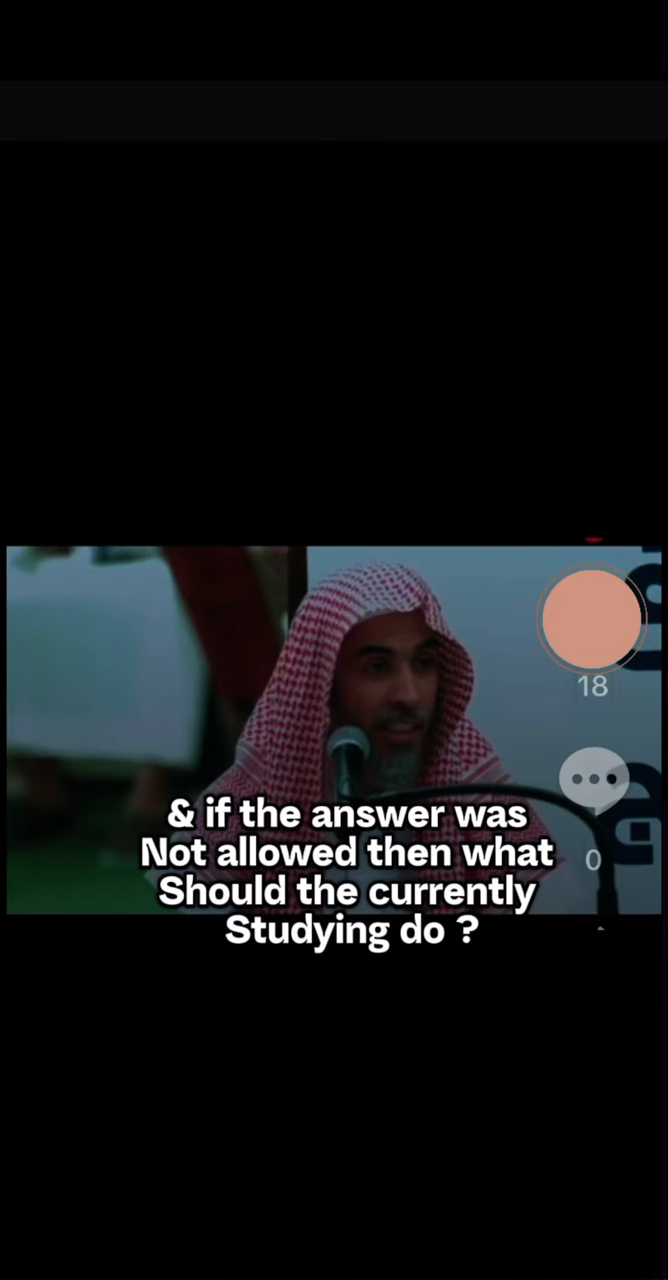 18
& if the answer was
Not allowed then what
Should the currently
Studying do ?
0